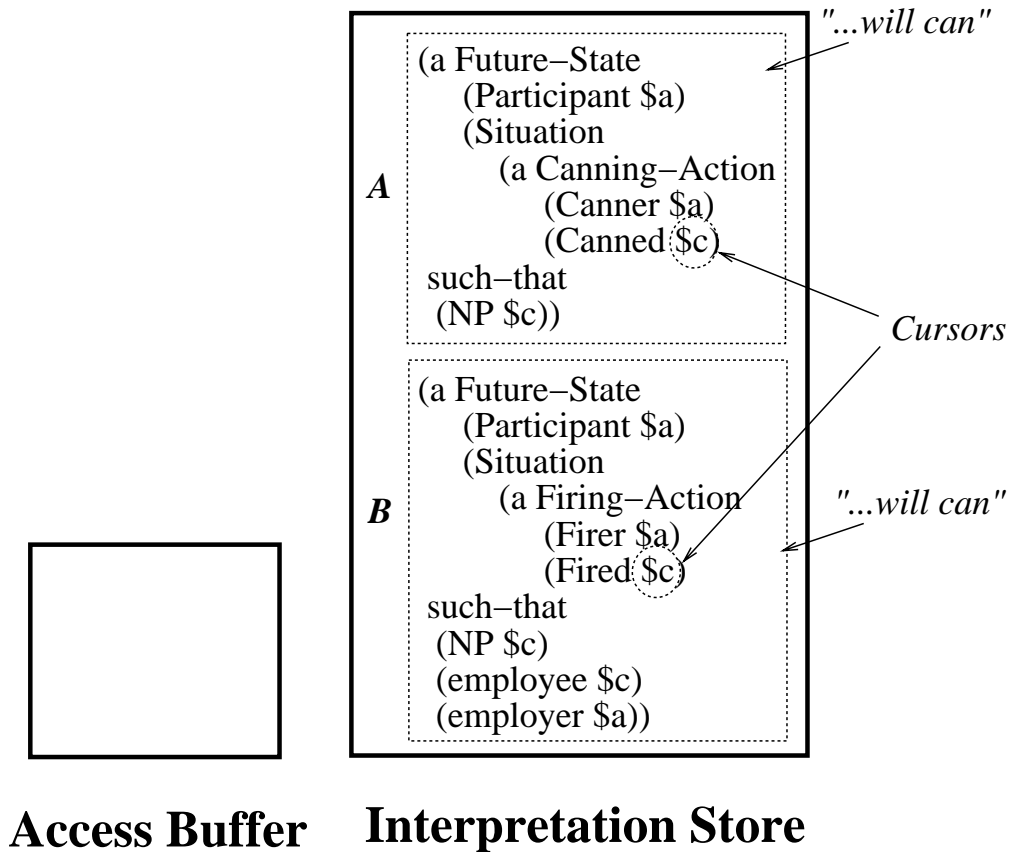 "...will can"
(a Future−State
(Participant $a)
(Situation
(a Canning−Action
A
(Canner $a)
(Canned $c)
such−that
(NP $c))
Cursors
(a Future−State
(Participant $a)
(Situation
(a Firing−Action
"...will can"
B
(Firer $a)
(Fired $c)
such−that
(NP $c)
(employee $c)
(employer $a))
Access Buffer
Interpretation Store